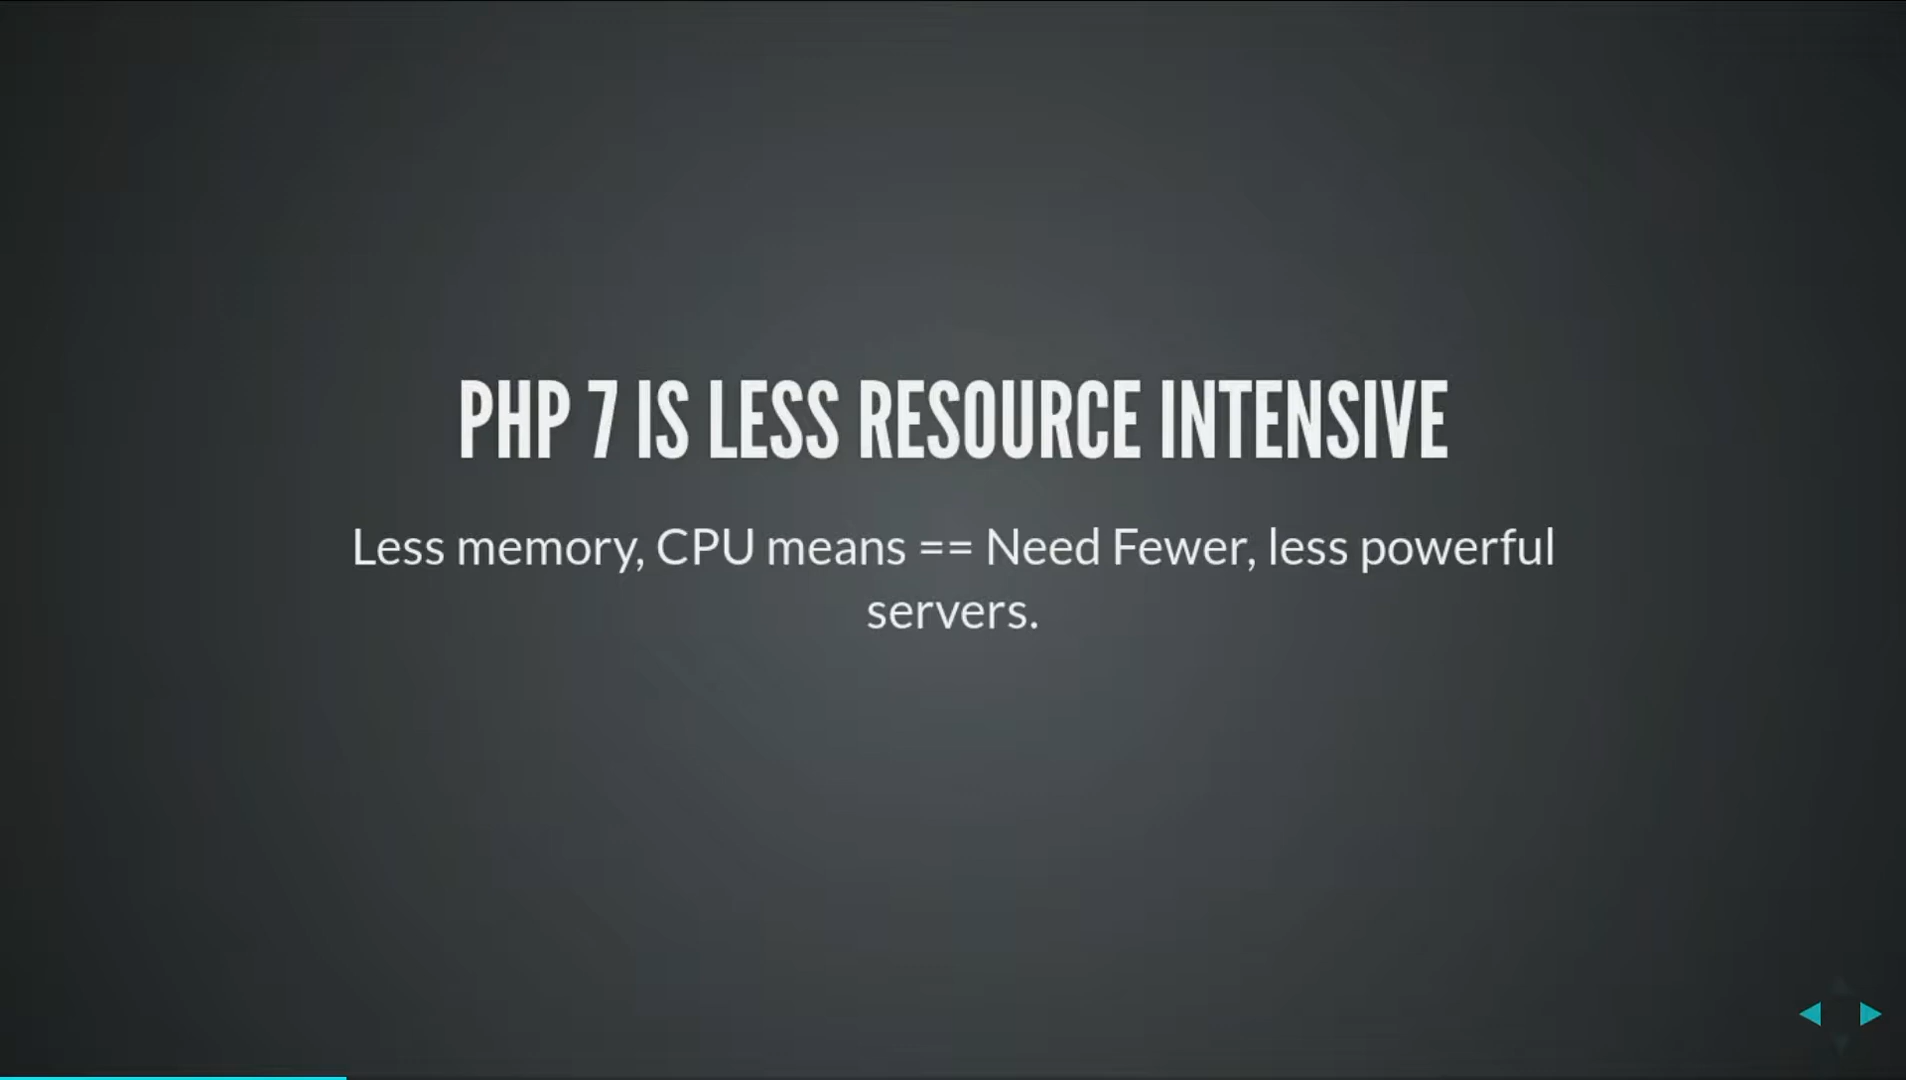 PHP 7 IS LESS RESOURCE INTENSIVE
Less memory, CPU means == Need Fewer, less powerful
servers.